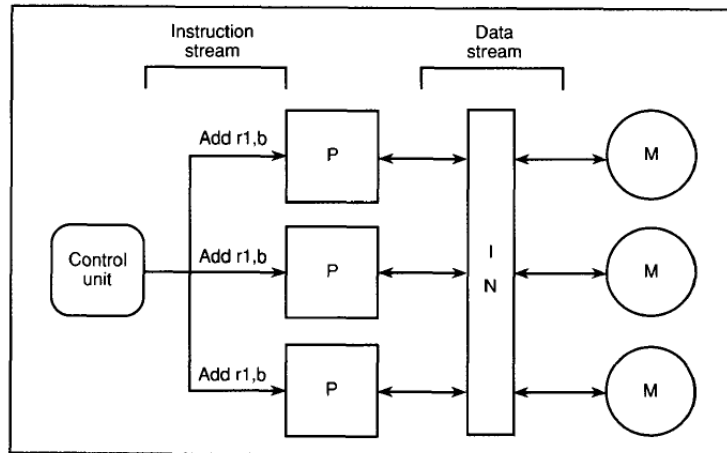 Instruction
stream
Data
stream
Add r1,b
P
M
Control
unit
Add r1,b
P
I
N
M
Add r1,b
P
M